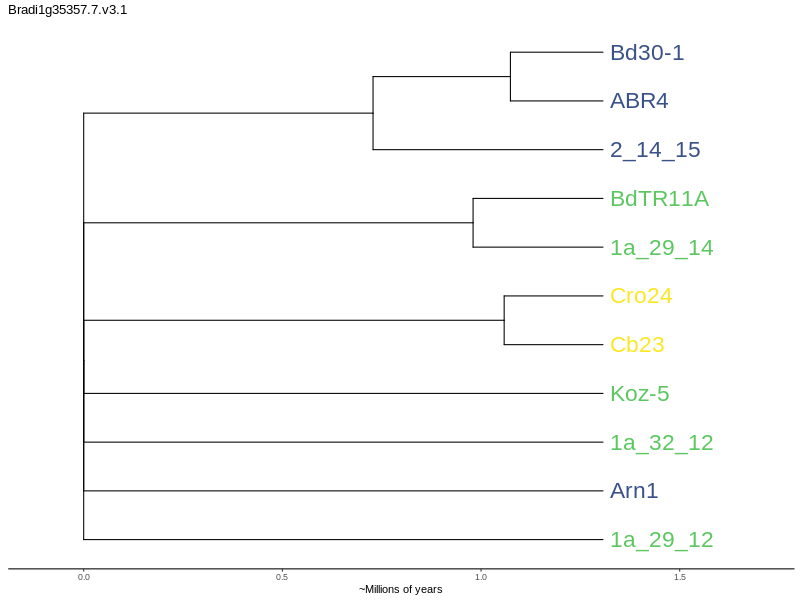 Bradi1g35357.7.v3.1
Bd30-1
ABR4
2_14_15
BdTR11A
1a_29_14
Cro24
Cb23
Koz-5
1a_32_12
Arn1
1a_29_12
0.0 0.5 1.0 1.5
~Millions of years